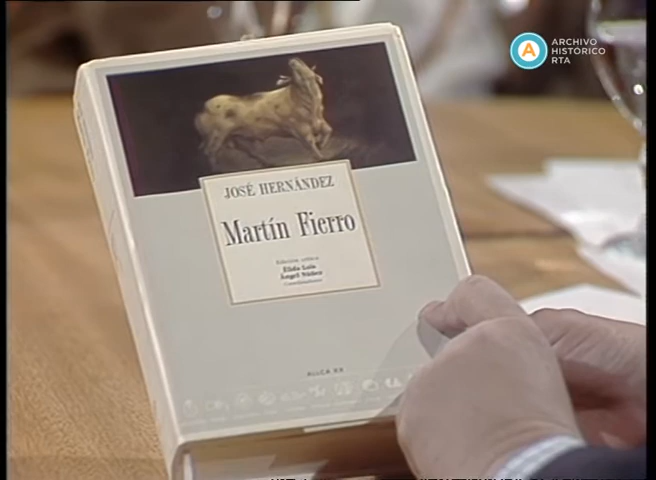 A
ARCHIVO
HISTÓRICO
RTA
JOSÉ HERNÁNDEZ
Martín Fierro
Edición crítica
Élida Lois
Ángel Núñez
Coordinadores
ALLCA XX